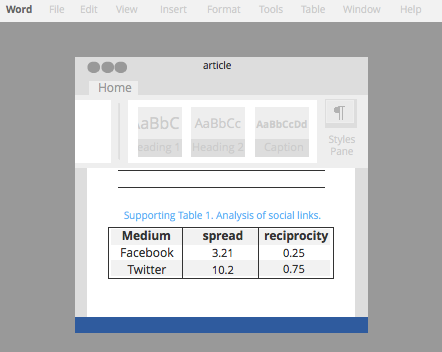 Word File Edit View Insert Format Tools Table Window Help
article
Home
AaBbC AaBbCc AaBbCcDd
eading 1 Heading 2 Caption
Styles
Pane
Supporting Table 1. Analysis of social links.
Medium spread reciprocity
Facebook 3.21 0.25
Twitter 10.2 0.75